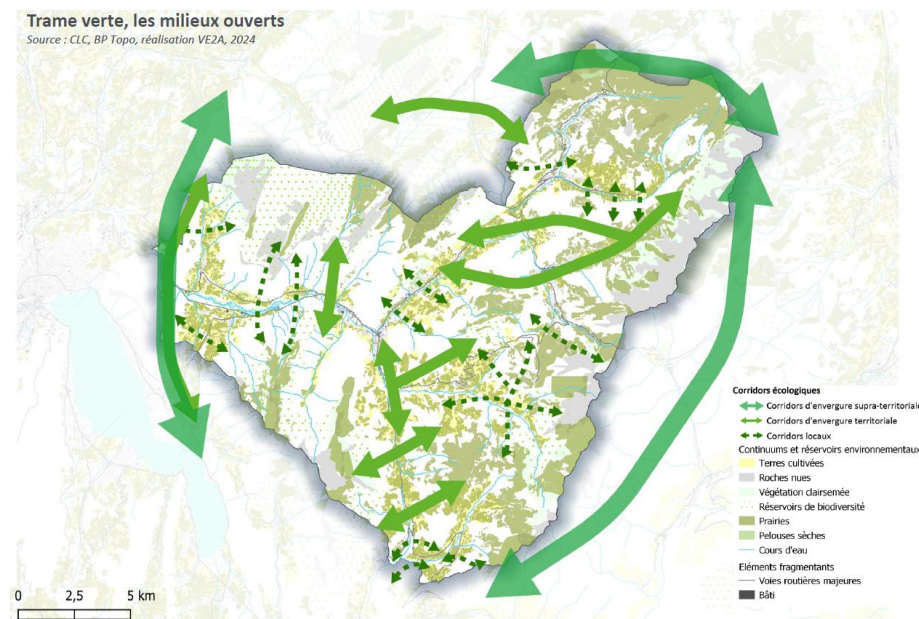 Trame verte, les milieux ouverts
Source : CLC, BP Topo, réalisation VE2A, 2024
Corridors écologiques
Corridors d'envergure supra-territoriale
Corridors d'envergure territoriale
Corridors locaux
Continuums et réservoirs environnementaux
Terres cultivées
Roches nues
Végétation clairsemée
Réservoirs de biodiversité
Prairies
Pelouses sèches
Cours d'eau
Eléments fragmentants
Voies routières majeures
Bâti
0 2,5 5 km